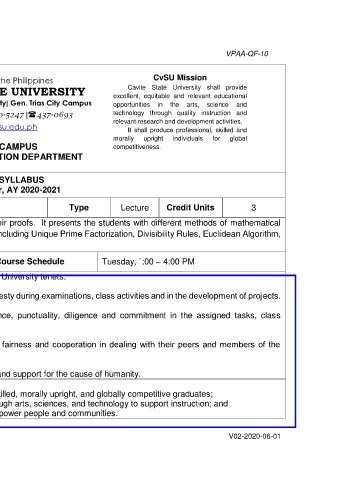 VPAA-QF-10
he Philippines
E UNIVERSITY
ity| Gen. Trias City Campus
0-5247 |☎437-0693
su.edu.ph
CAMPUS
TION DEPARTMENT
CvSU Mission
Cavite State University shall provide
excellent, equitable and relevant educational
opportunities in the arts, science and
technology through quality instruction and
relevant research and development activities.
It shall produce professional, skilled and
morally upright individuals for global
competitiveness.
SYLLABUS
r, AY 2020-2021
Type Lecture Credit Units 3
eir proofs. It presents the students with different methods of mathematical
ncluding Unique Prime Factorization, Divisibility Rules, Euclidean Algorithm,
Course Schedule Tuesday, :00 – 4:00 PM
University tenets:
esty during examinations, class activities and in the development of projects.
nce, punctuality, diligence and commitment in the assigned tasks, class
fairness and cooperation in dealing with their peers and members of the
and support for the cause of humanity.
illed, morally upright, and globally competitive graduates;
ugh arts, sciences, and technology to support instruction; and
power people and communities.
V02-2020-06-01